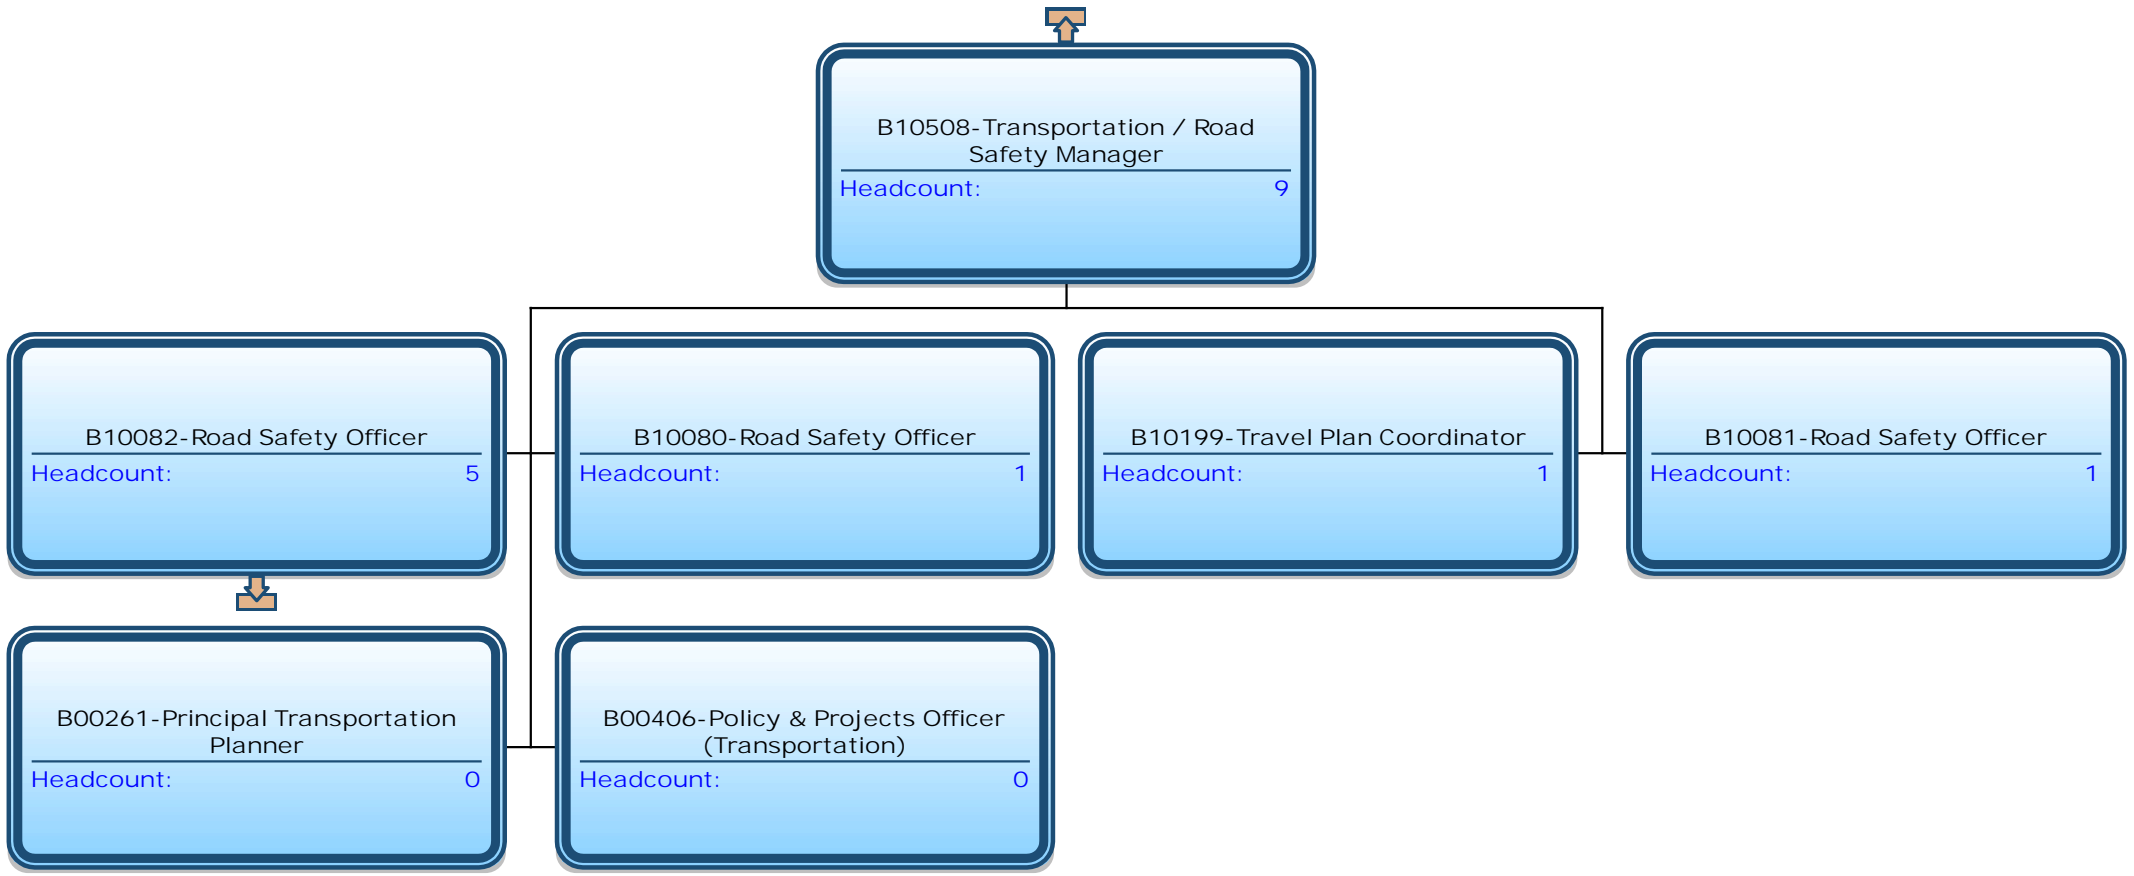 B10508-Transportation / Road
Safety Manager
Headcount: 9
B10082-Road Safety Officer
Headcount: 5
B10080-Road Safety Officer
Headcount: 1
B10199-Travel Plan Coordinator
Headcount: 1
B10081-Road Safety Officer
Headcount: 1
B00261-Principal Transportation
Planner
Headcount: 0
B00406-Policy & Projects Officer
(Transportation)
Headcount: 0